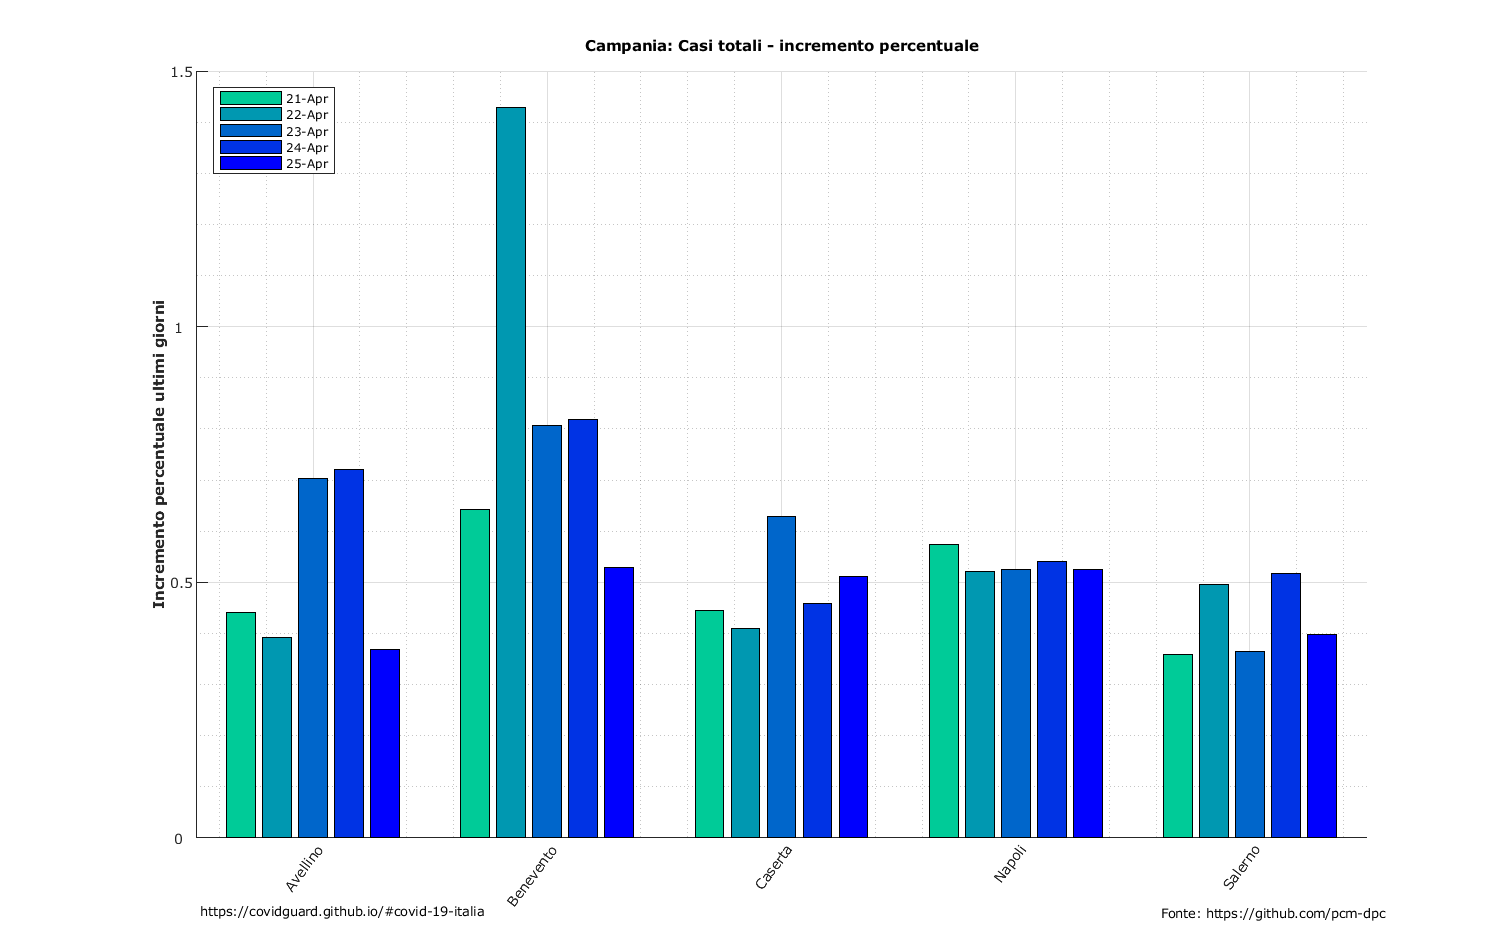 Campania: Casi totali - incremento percentuale
1.5
21-Apr
22-Apr
23-Apr
24-Apr
25-Apr
1
0.5
0
Incremento percentuale ultimi giorni
Avellino
Benevento
Caserta
Napoli
Salerno
https://covidguard.github.io/#covid-19-italia
Fonte: https://github.com/pcm-dpc